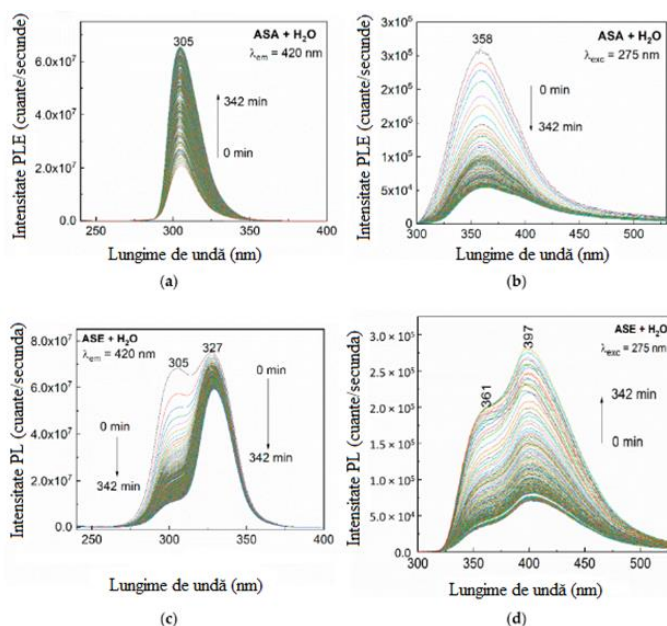 Intensitate PLE (cuante/secunde)
6.0x10⁷
4.0x10⁷
2.0x10⁷
0.0
305
ASA + H₂O
λem = 420 nm
342 min
0 min
250
300
350
400
Lungime de undă (nm)
(a)
Intensitate PLE (cuante/secunde)
3x10⁵
3x10⁵
2x10⁵
2x10⁵
1x10⁵
5x10⁴
0
358
ASA + H₂O
λexc = 275 nm
0 min
342 min
300
350
400
450
500
Lungime de undă (nm)
(b)
Intensitate PL (cuante/secunda)
8.0x10⁷
6.0x10⁷
4.0x10⁷
2.0x10⁷
0.0
ASE + H₂O
λem = 420 nm
305
327
0 min
342 min
0 min
342 min
250
300
350
400
Lungime de undă (nm)
(c)
Intensitate PL (cuante/secunda)
3.0 × 10⁵
2.5 × 10⁵
2.0 × 10⁵
1.5 × 10⁵
1.0 × 10⁵
5.0 × 10⁴
0.0
361
397
ASE + H₂O
λexc = 275 nm
342 min
0 min
300
350
400
450
500
Lungime de undă (nm)
(d)